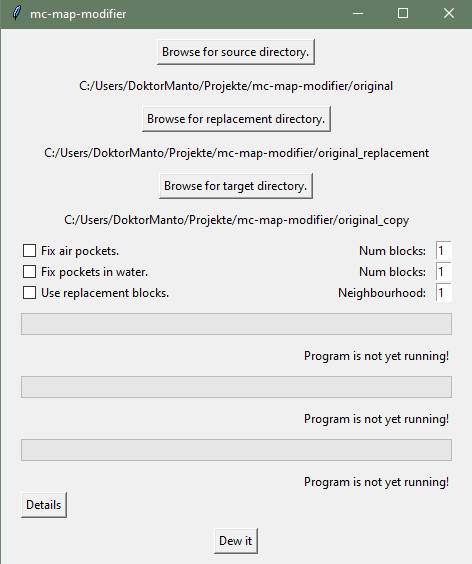 mc-map-modifier
Browse for source directory.
C:/Users/DoktorManto/Projekte/mc-map-modifier/original
Browse for replacement directory.
C:/Users/DoktorManto/Projekte/mc-map-modifier/original_replacement
Browse for target directory.
C:/Users/DoktorManto/Projekte/mc-map-modifier/original_copy
Fix air pockets. Num blocks: 1
Fix pockets in water. Num blocks: 1
Use replacement blocks. Neighbourhood: 1
Program is not yet running!
Program is not yet running!
Program is not yet running!
Details
Dew it